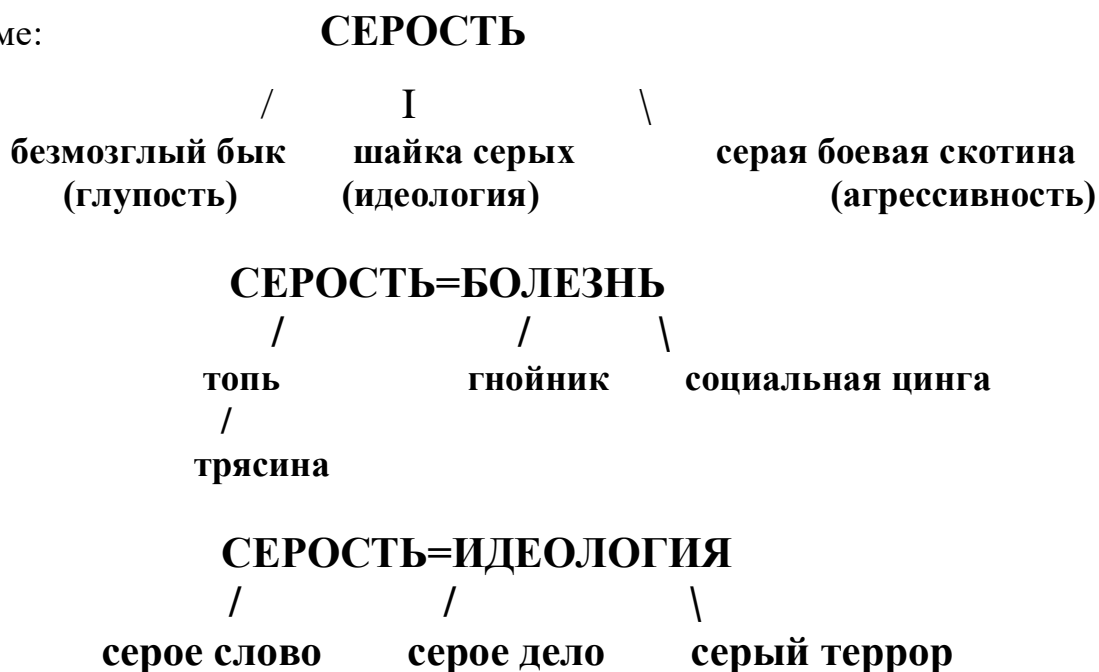 ме: СЕРОСТЬ
/ I \
безмозглый бык шайка серых серая боевая скотина
(глупость) (идеология) (агрессивность)
СЕРОСТЬ=БОЛЕЗНЬ
/ / \
топь гнойник социальная цинга
/
трясина
СЕРОСТЬ=ИДЕОЛОГИЯ
/ / \
серое слово серое дело серый террор